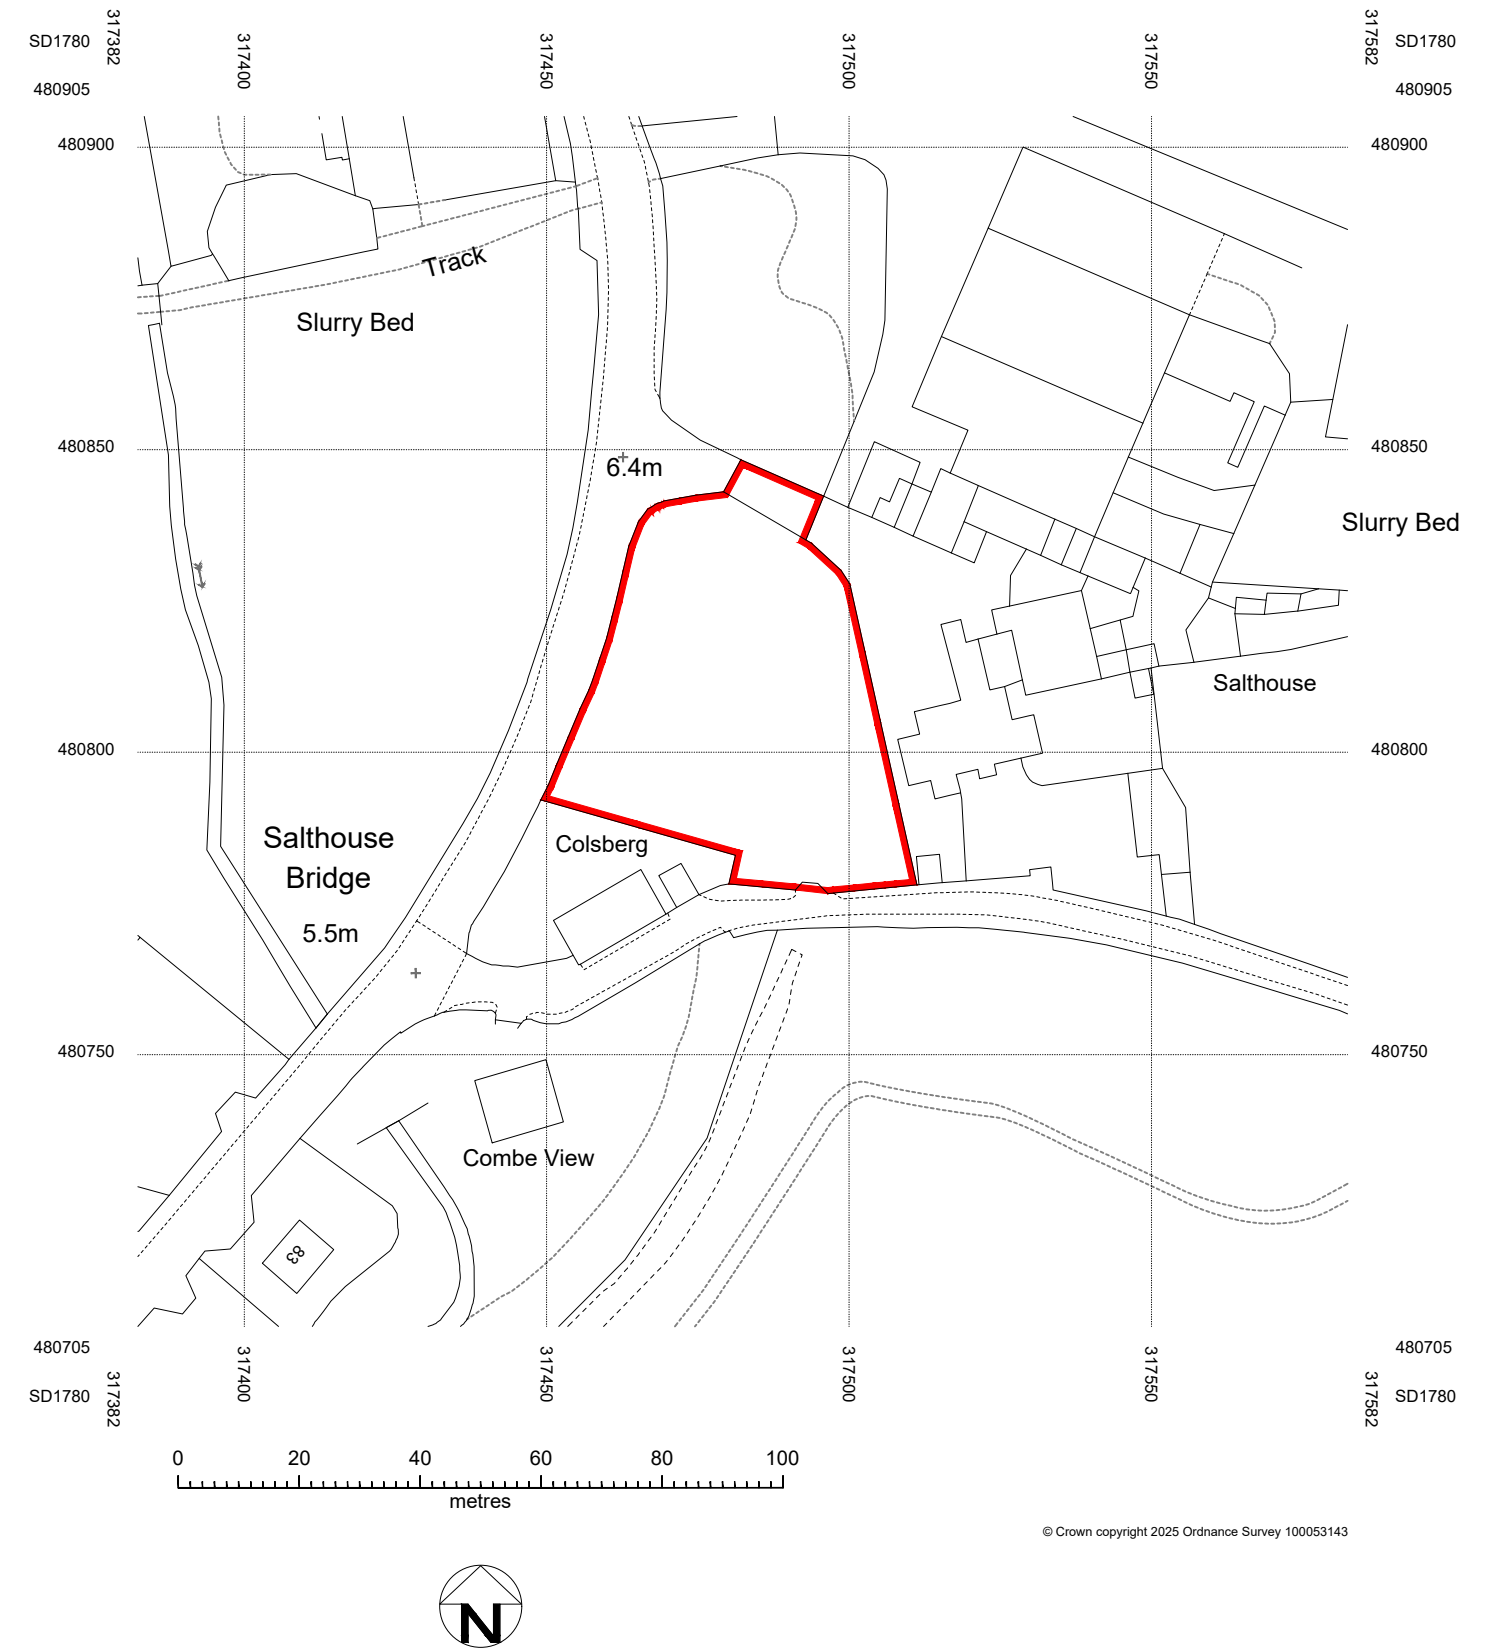 317382
317582
SD1780
317400
317450
317500
317550
SD1780
480905
480905
480900
480900
Track
Slurry Bed
480850
480850
6.4m
Slurry Bed
Salthouse
480800
480800
Salthouse
Bridge
Colsberg
5.5m
480750
480750
Combe View
83
480705
480705
317382
317400
317450
317500
317550
317582
SD1780
SD1780
0 20 40 60 80 100
metres
© Crown copyright 2025 Ordnance Survey 100053143
N